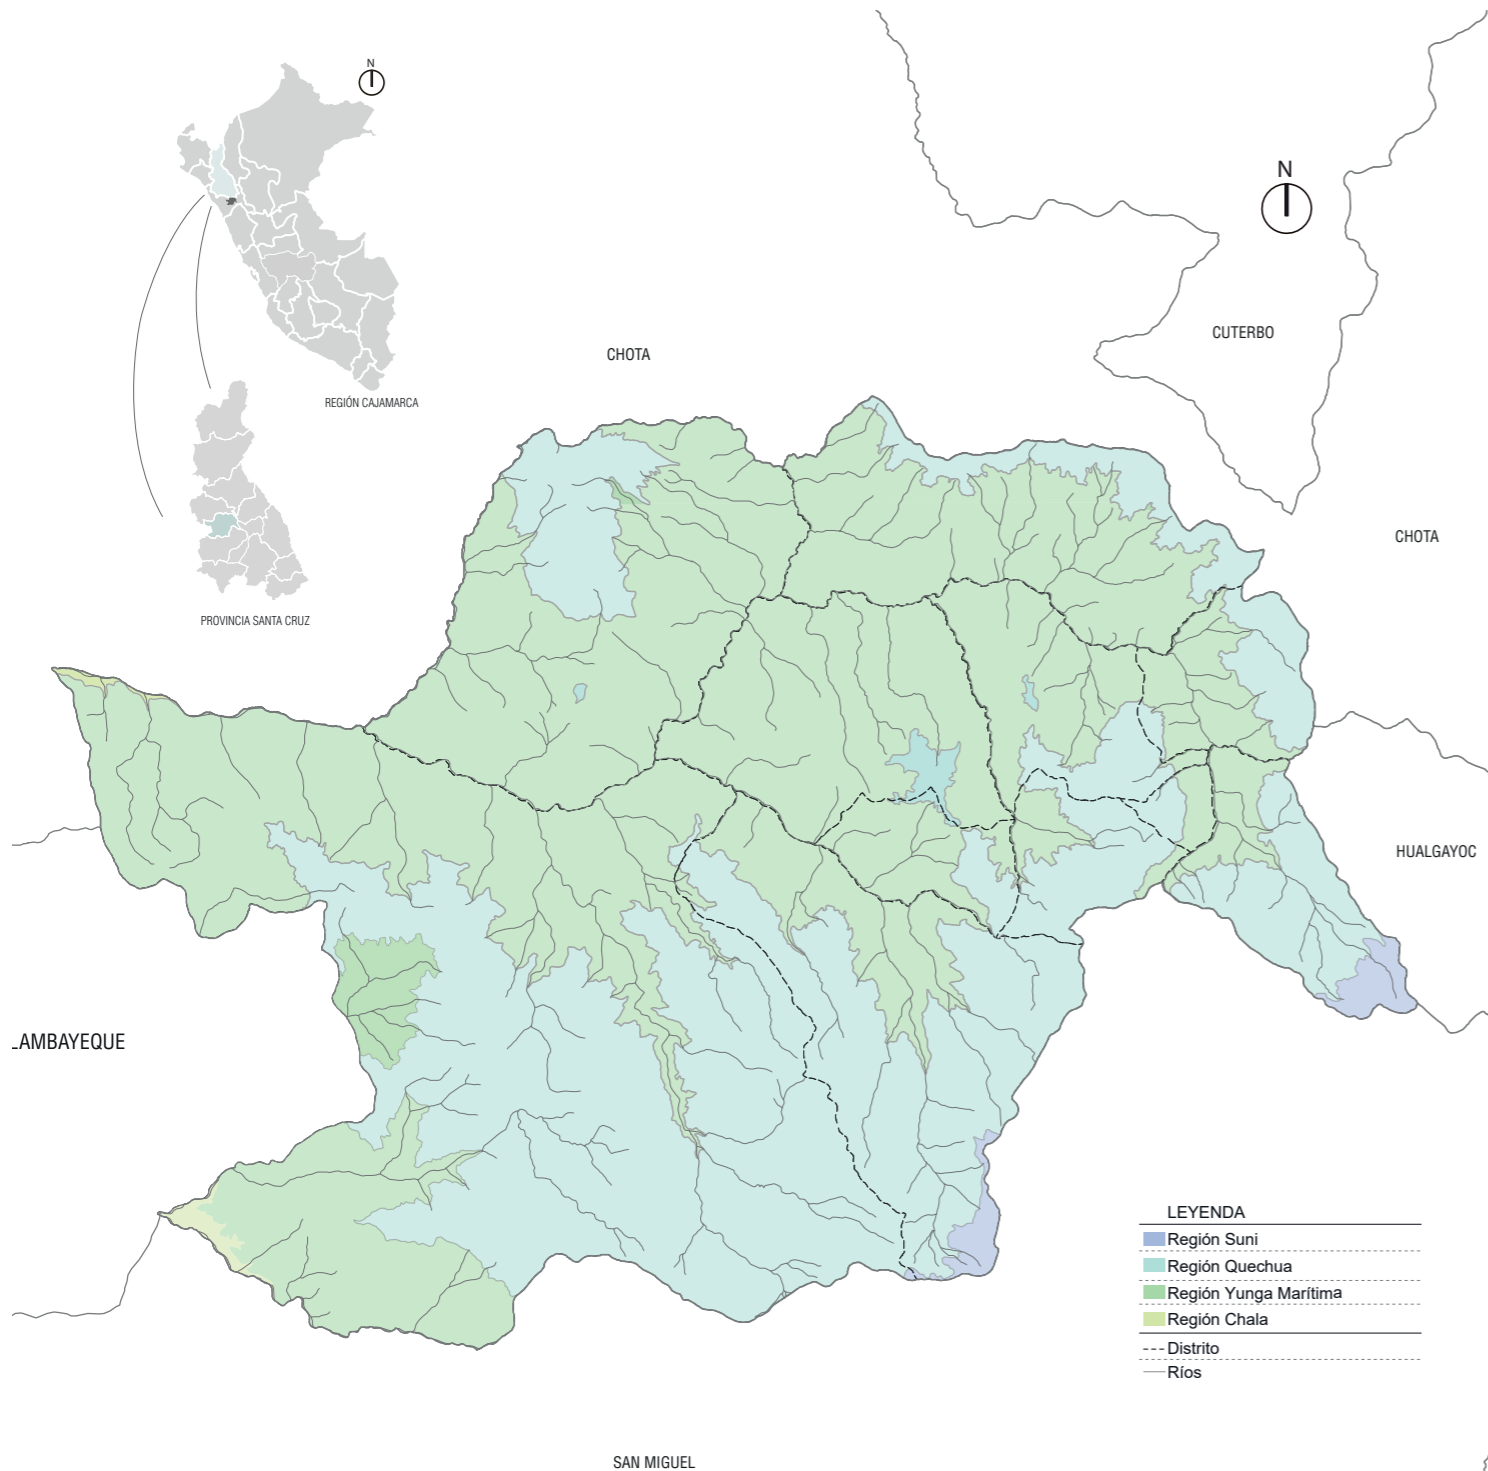 N
N
CUTERBO
CHOTA
REGIÓN CAJAMARCA
CHOTA
PROVINCIA SANTA CRUZ
HUALGAYOC
LAMBAYEQUE
LEYENDA
Región Suni
Región Quechua
Región Yunga Marítima
Región Chala
Distrito
Ríos
SAN MIGUEL